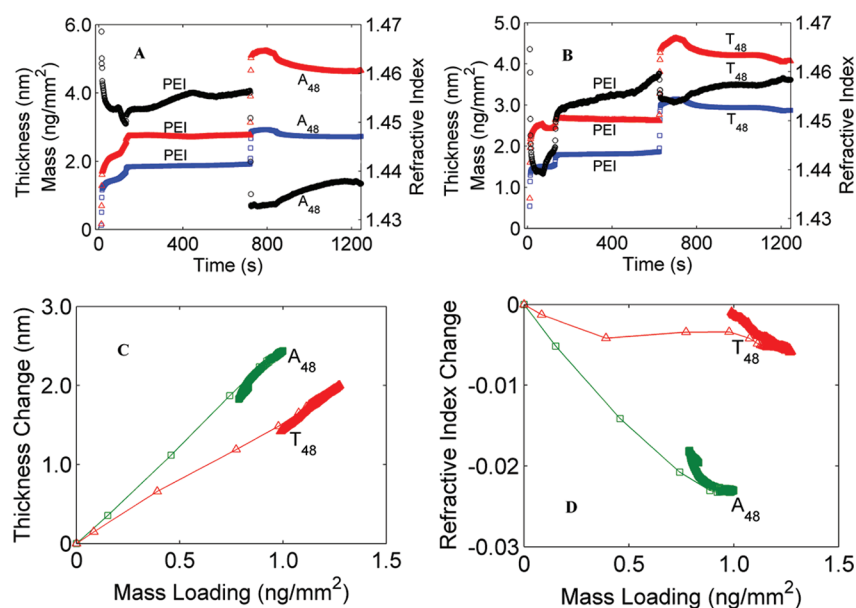 A
Thickness (nm)
Mass (ng/mm²)
6.0
4.0
2.0
0
1.47
1.46
1.45
1.44
1.43
Refractive Index
PEI
A₄₈
PEI
A₄₈
PEI
A₄₈
0 400 800 1200
Time (s)
B
Thickness (nm)
Mass (ng/mm²)
5.0
4.0
3.0
2.0
1.0
0
1.47
1.46
1.45
1.44
1.43
Refractive Index
T₄₈
PEI
T₄₈
PEI
T₄₈
PEI
0 400 800 1200
Time (s)
C
Thickness Change (nm)
3.0
2.0
1.0
0
A₄₈
T₄₈
0 0.5 1.0 1.5
Mass Loading (ng/mm²)
D
Refractive Index Change
0
-0.01
-0.02
-0.03
T₄₈
A₄₈
0 0.5 1.0 1.5
Mass Loading (ng/mm²)